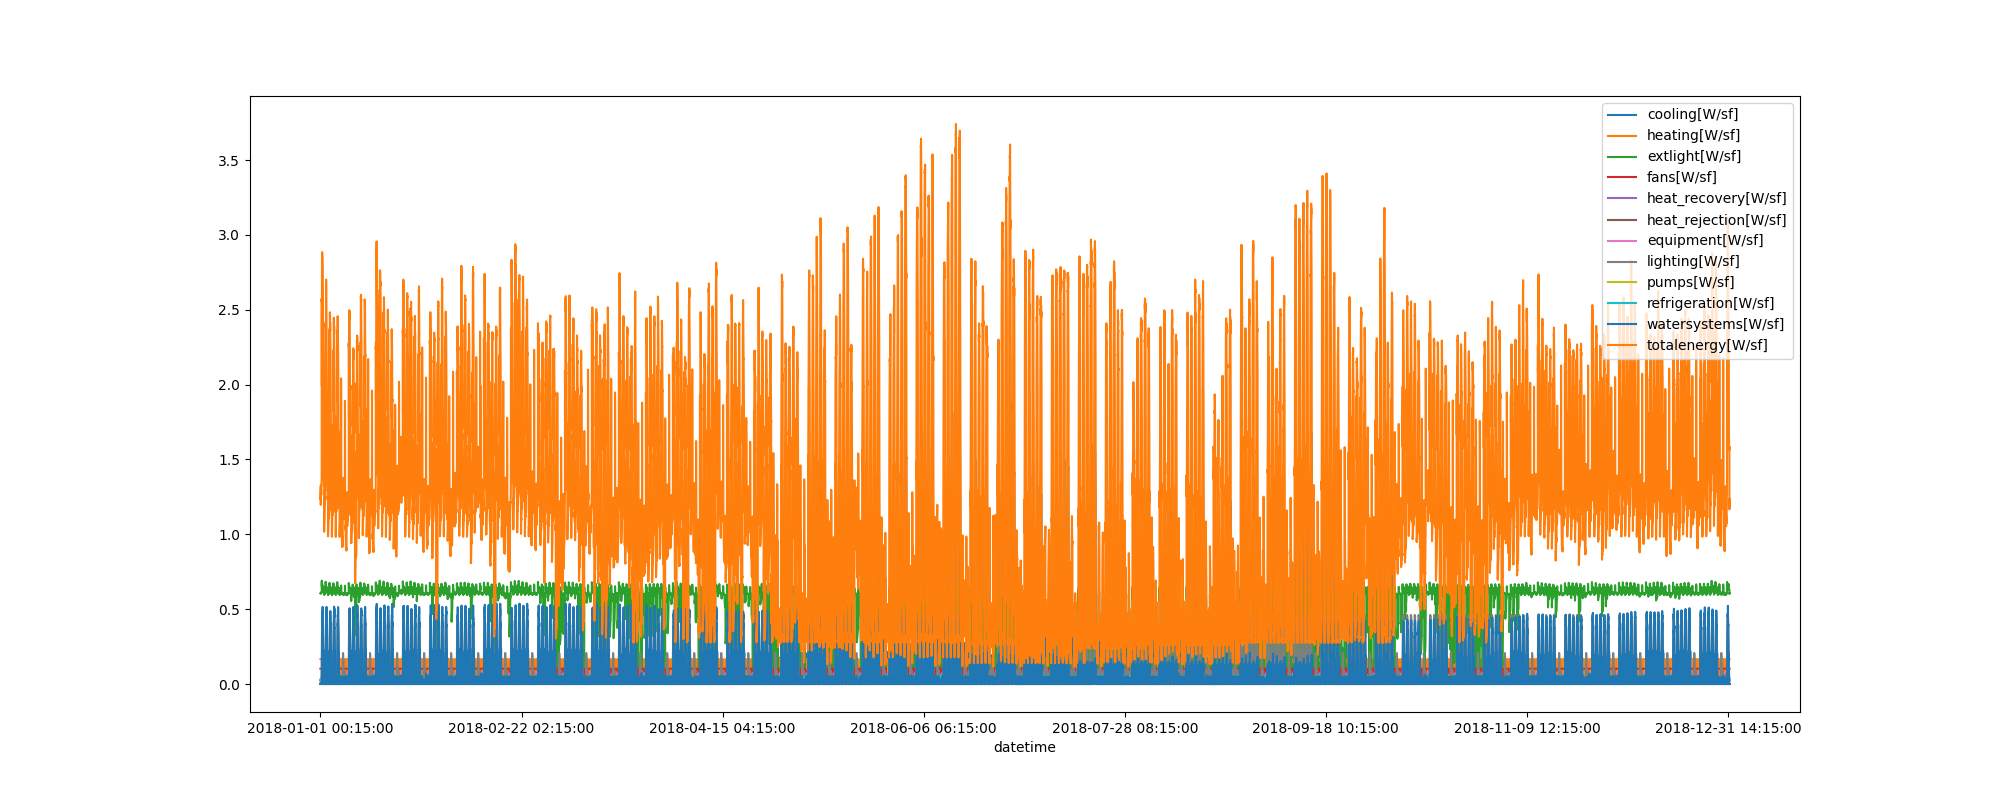 3.5
3.0
2.5
2.0
1.5
1.0
0.5
0.0
cooling[W/sf]
heating[W/sf]
extlight[W/sf]
fans[W/sf]
heat_recovery[W/sf]
heat_rejection[W/sf]
equipment[W/sf]
lighting[W/sf]
pumps[W/sf]
refrigeration[W/sf]
watersystems[W/sf]
totalenergy[W/sf]
2018-01-01 00:15:00
2018-02-22 02:15:00
2018-04-15 04:15:00
2018-06-06 06:15:00
2018-07-28 08:15:00
2018-09-18 10:15:00
2018-11-09 12:15:00
2018-12-31 14:15:00
datetime